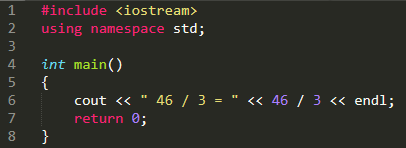 1 #include <iostream>
2 using namespace std;
3
4 int main()
5 {
6     cout << " 46 / 3 = " << 46 / 3 << endl;
7     return 0;
8 }